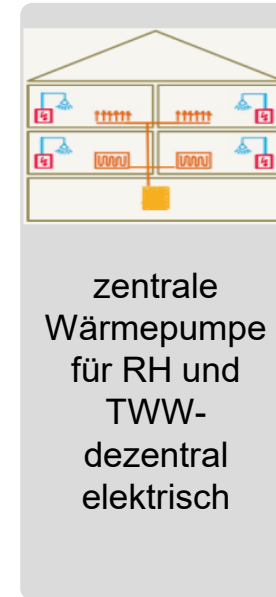 zentrale
Wärmepumpe
für RH und
TWW-
dezentral
elektrisch